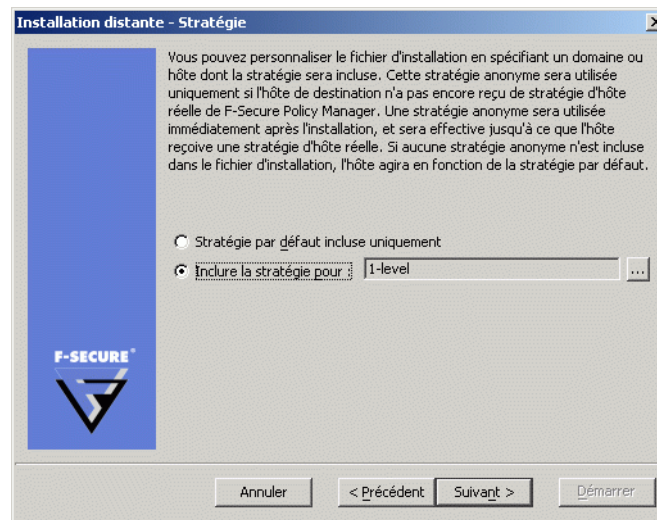 Installation distante - Stratégie
Vous pouvez personnaliser le fichier d'installation en spécifiant un domaine ou
hôte dont la stratégie sera incluse. Cette stratégie anonyme sera utilisée
uniquement si l'hôte de destination n'a pas encore reçu de stratégie d'hôte
réelle de F-Secure Policy Manager. Une stratégie anonyme sera utilisée
immédiatement après l'installation, et sera effective jusqu'à ce que l'hôte
reçoive une stratégie d'hôte réelle. Si aucune stratégie anonyme n'est incluse
dans le fichier d'installation, l'hôte agira en fonction de la stratégie par défaut.
Stratégie par défaut incluse uniquement
Inclure la stratégie pour : 1-level ...
F-SECURE®
Annuler < Précédent Suivant > Démarrer